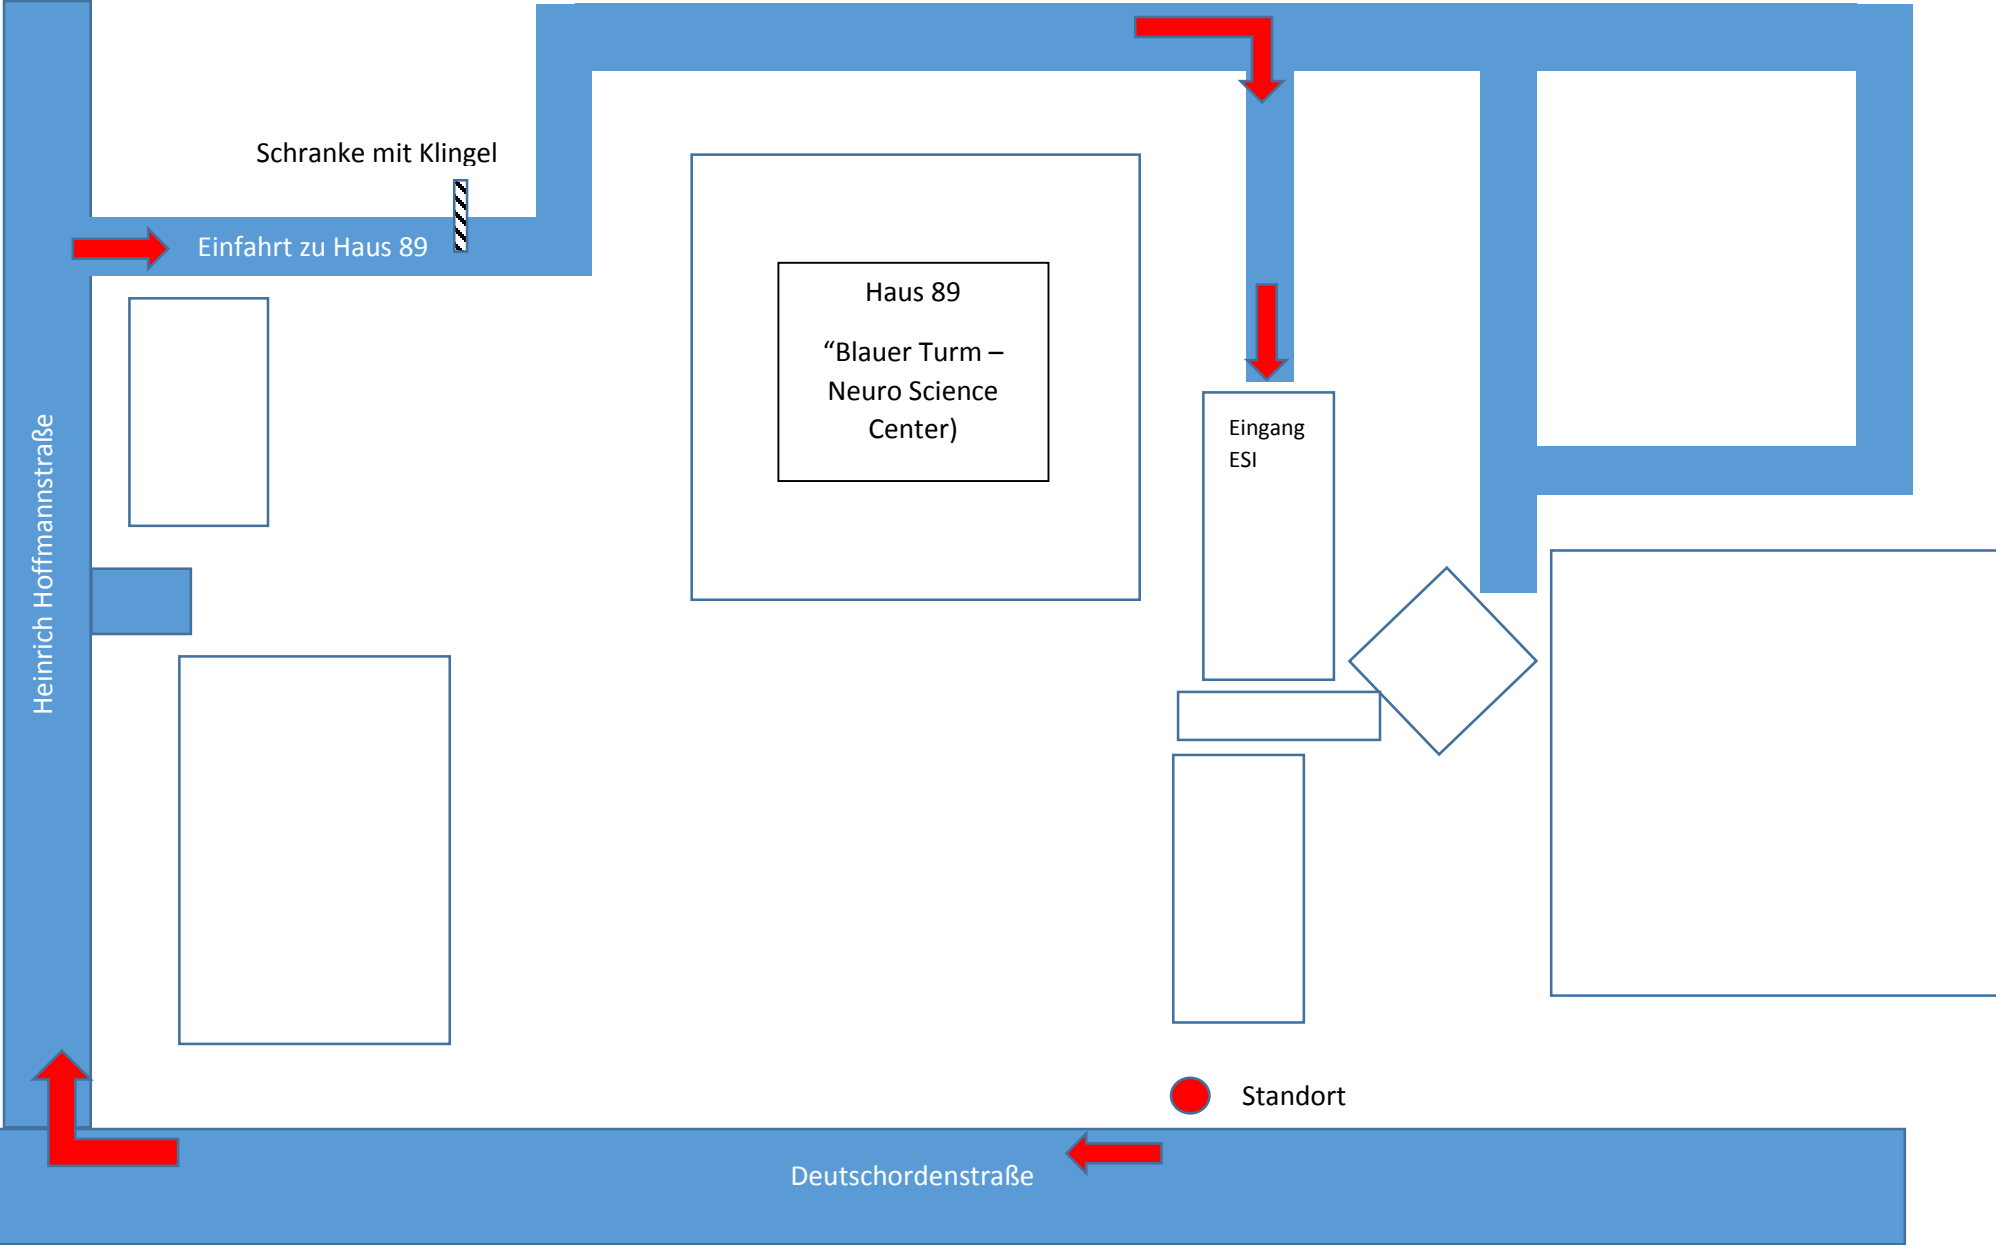 Schranke mit Klingel
Einfahrt zu Haus 89
Haus 89
“Blauer Turm –
Neuro Science
Center)
Eingang
ESI
Heinrich Hoffmannstraße
Standort
Deutschordenstraße